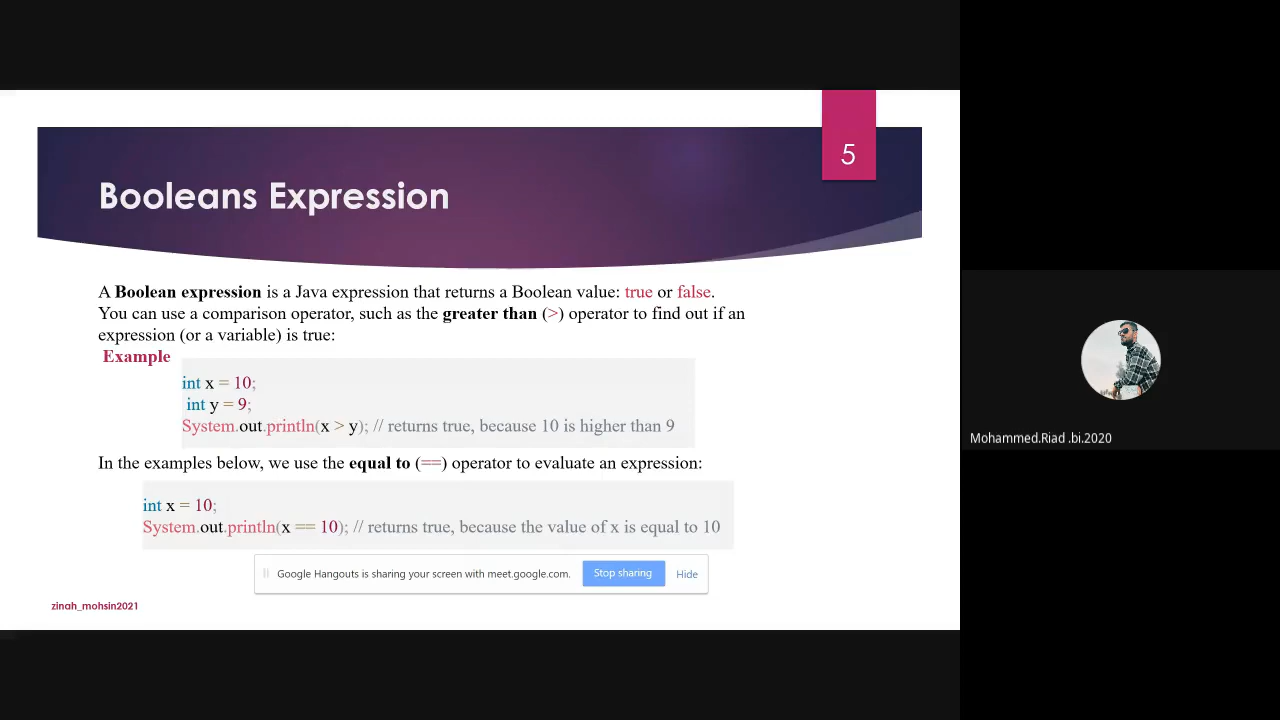 5
Booleans Expression
A Boolean expression is a Java expression that returns a Boolean value: true or false.
You can use a comparison operator, such as the greater than (>) operator to find out if an
expression (or a variable) is true:
Example
int x = 10;
int y = 9;
System.out.println(x > y); // returns true, because 10 is higher than 9
In the examples below, we use the equal to (==) operator to evaluate an expression:
int x = 10;
System.out.println(x == 10); // returns true, because the value of x is equal to 10
Google Hangouts is sharing your screen with meet.google.com. Stop sharing Hide
zinah_mohsin2021
Mohammed.Riad .bi.2020